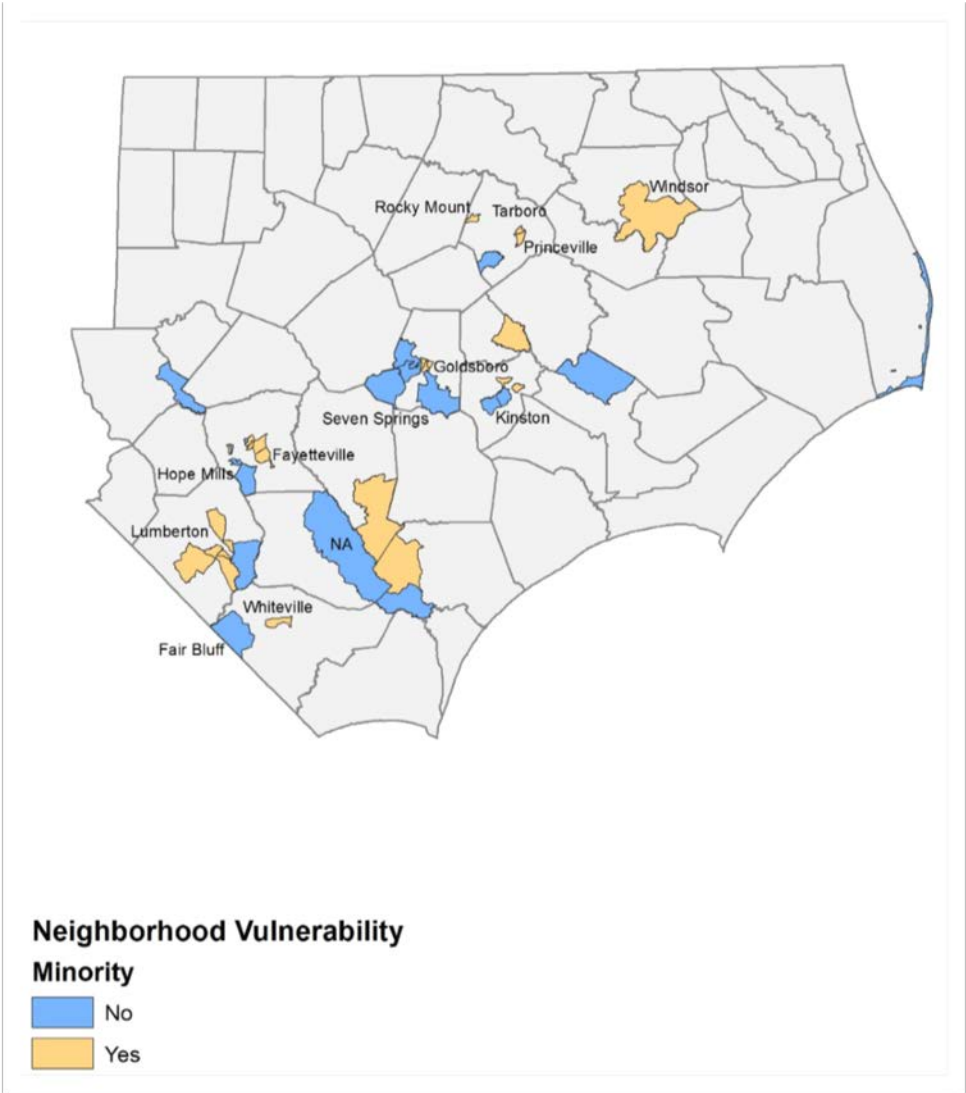 Windsor
Rocky Mount
Tarboro
Princeville
Goldsboro
Seven Springs
Kinston
Fayetteville
Hope Mills
Lumberton
NA
Whiteville
Fair Bluff
Neighborhood Vulnerability
Minority
No
Yes